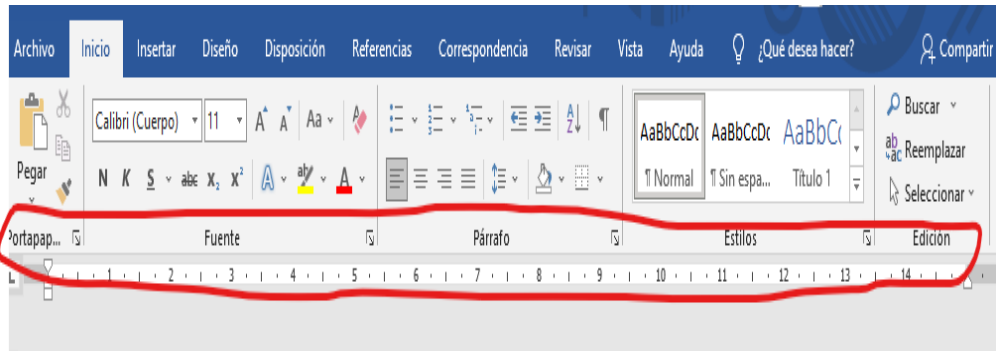 Archivo Inicio Insertar Diseño Disposición Referencias Correspondencia Revisar Vista Ayuda ¿Qué desea hacer? Compartir
Calibri (Cuerpo) 11 A A Aa
Pegar
N K S abc X₂ X² A ab A
AaBbCcDc AaBbCcDc AaBbCc
¶ Normal ¶ Sin espa... Título 1
Buscar
Reemplazar
Seleccionar
Portapap... Fuente Párrafo Estilos Edición
1 2 3 4 5 6 7 8 9 10 11 12 13 14